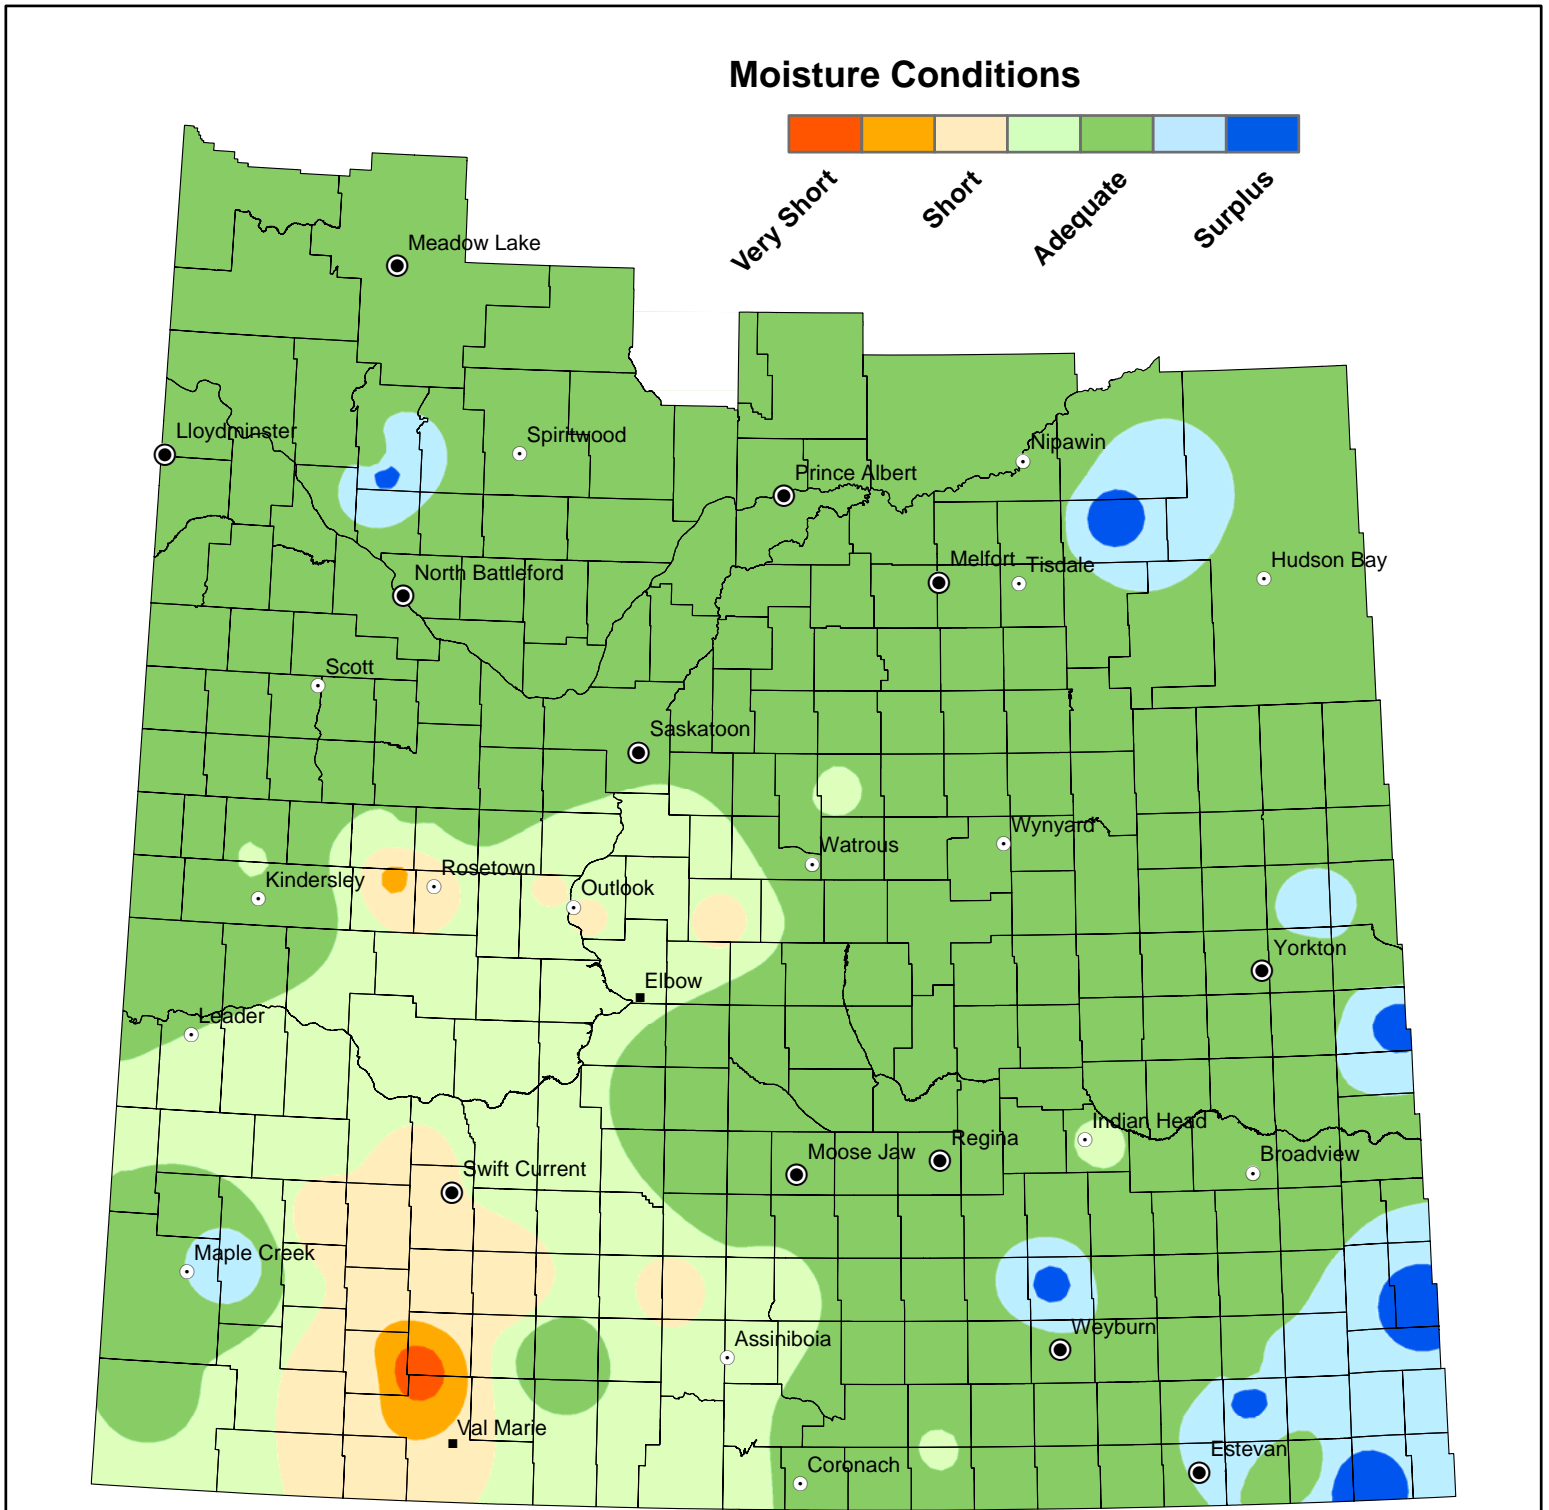 Moisture Conditions
Very Short
Short
Adequate
Surplus
Meadow Lake
Lloydminster
Spiritwood
Nipawin
Prince Albert
Melfort
Tisdale
Hudson Bay
North Battleford
Scott
Saskatoon
Wynyard
Watrous
Rosetown
Kindersley
Outlook
Yorkton
Elbow
Leader
Indian Head
Regina
Moose Jaw
Broadview
Swift Current
Maple Creek
Weyburn
Assiniboia
Val Marie
Estevan
Coronach